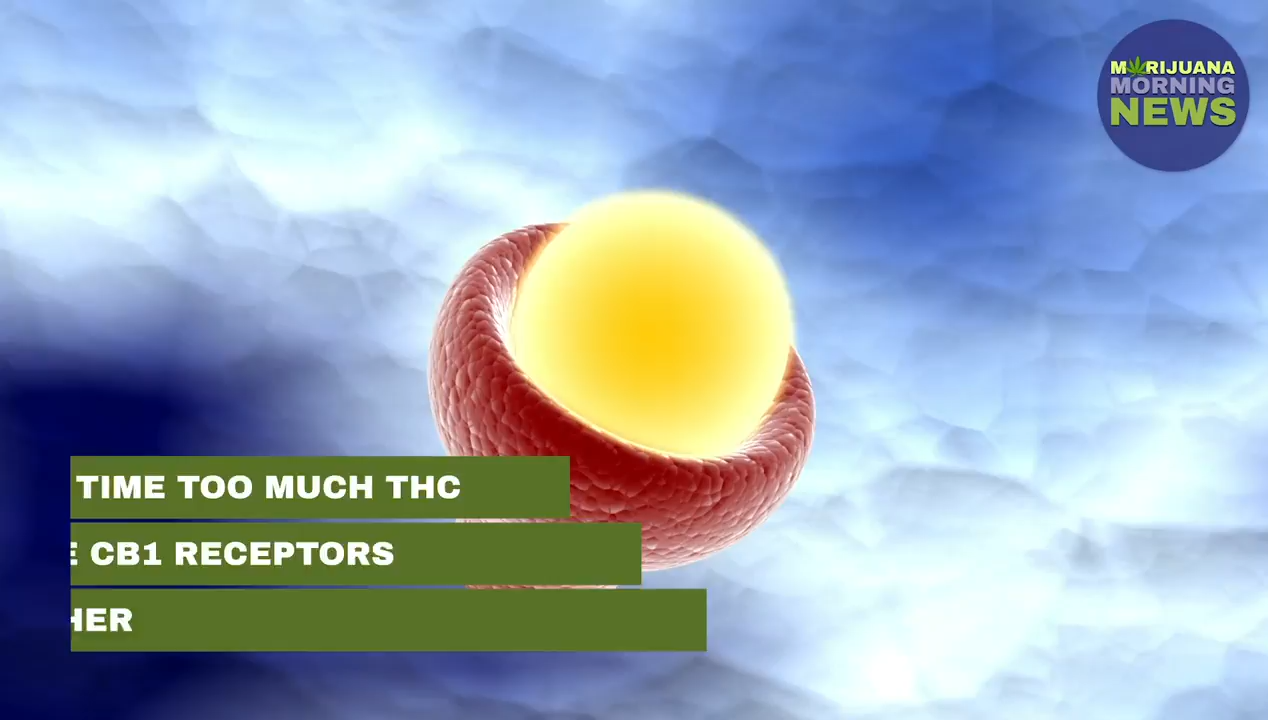 MARIJUANA
MORNING
NEWS
TIME TOO MUCH THC
CB1 RECEPTORS
HER